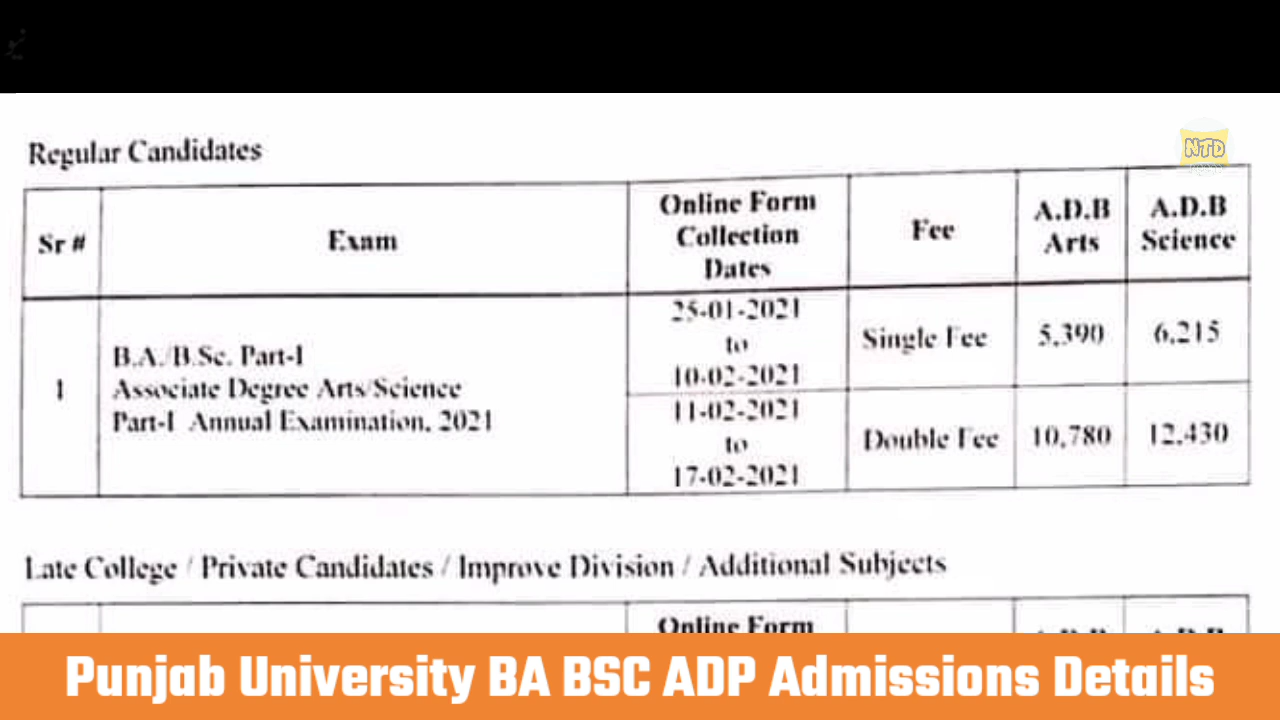 NTD
Regular Candidates
Sr # Exam Online Form Collection Dates Fee A.D.B Arts A.D.B Science
1 B.A./B.Sc. Part-I
Associate Degree Arts/Science
Part-I Annual Examination, 2021
25-01-2021
to
10-02-2021
Single Fee 5,390 6,215
11-02-2021
to
17-02-2021
Double Fee 10,780 12,430
Late College / Private Candidates / Improve Division / Additional Subjects
Online Form
Punjab University BA BSC ADP Admissions Details